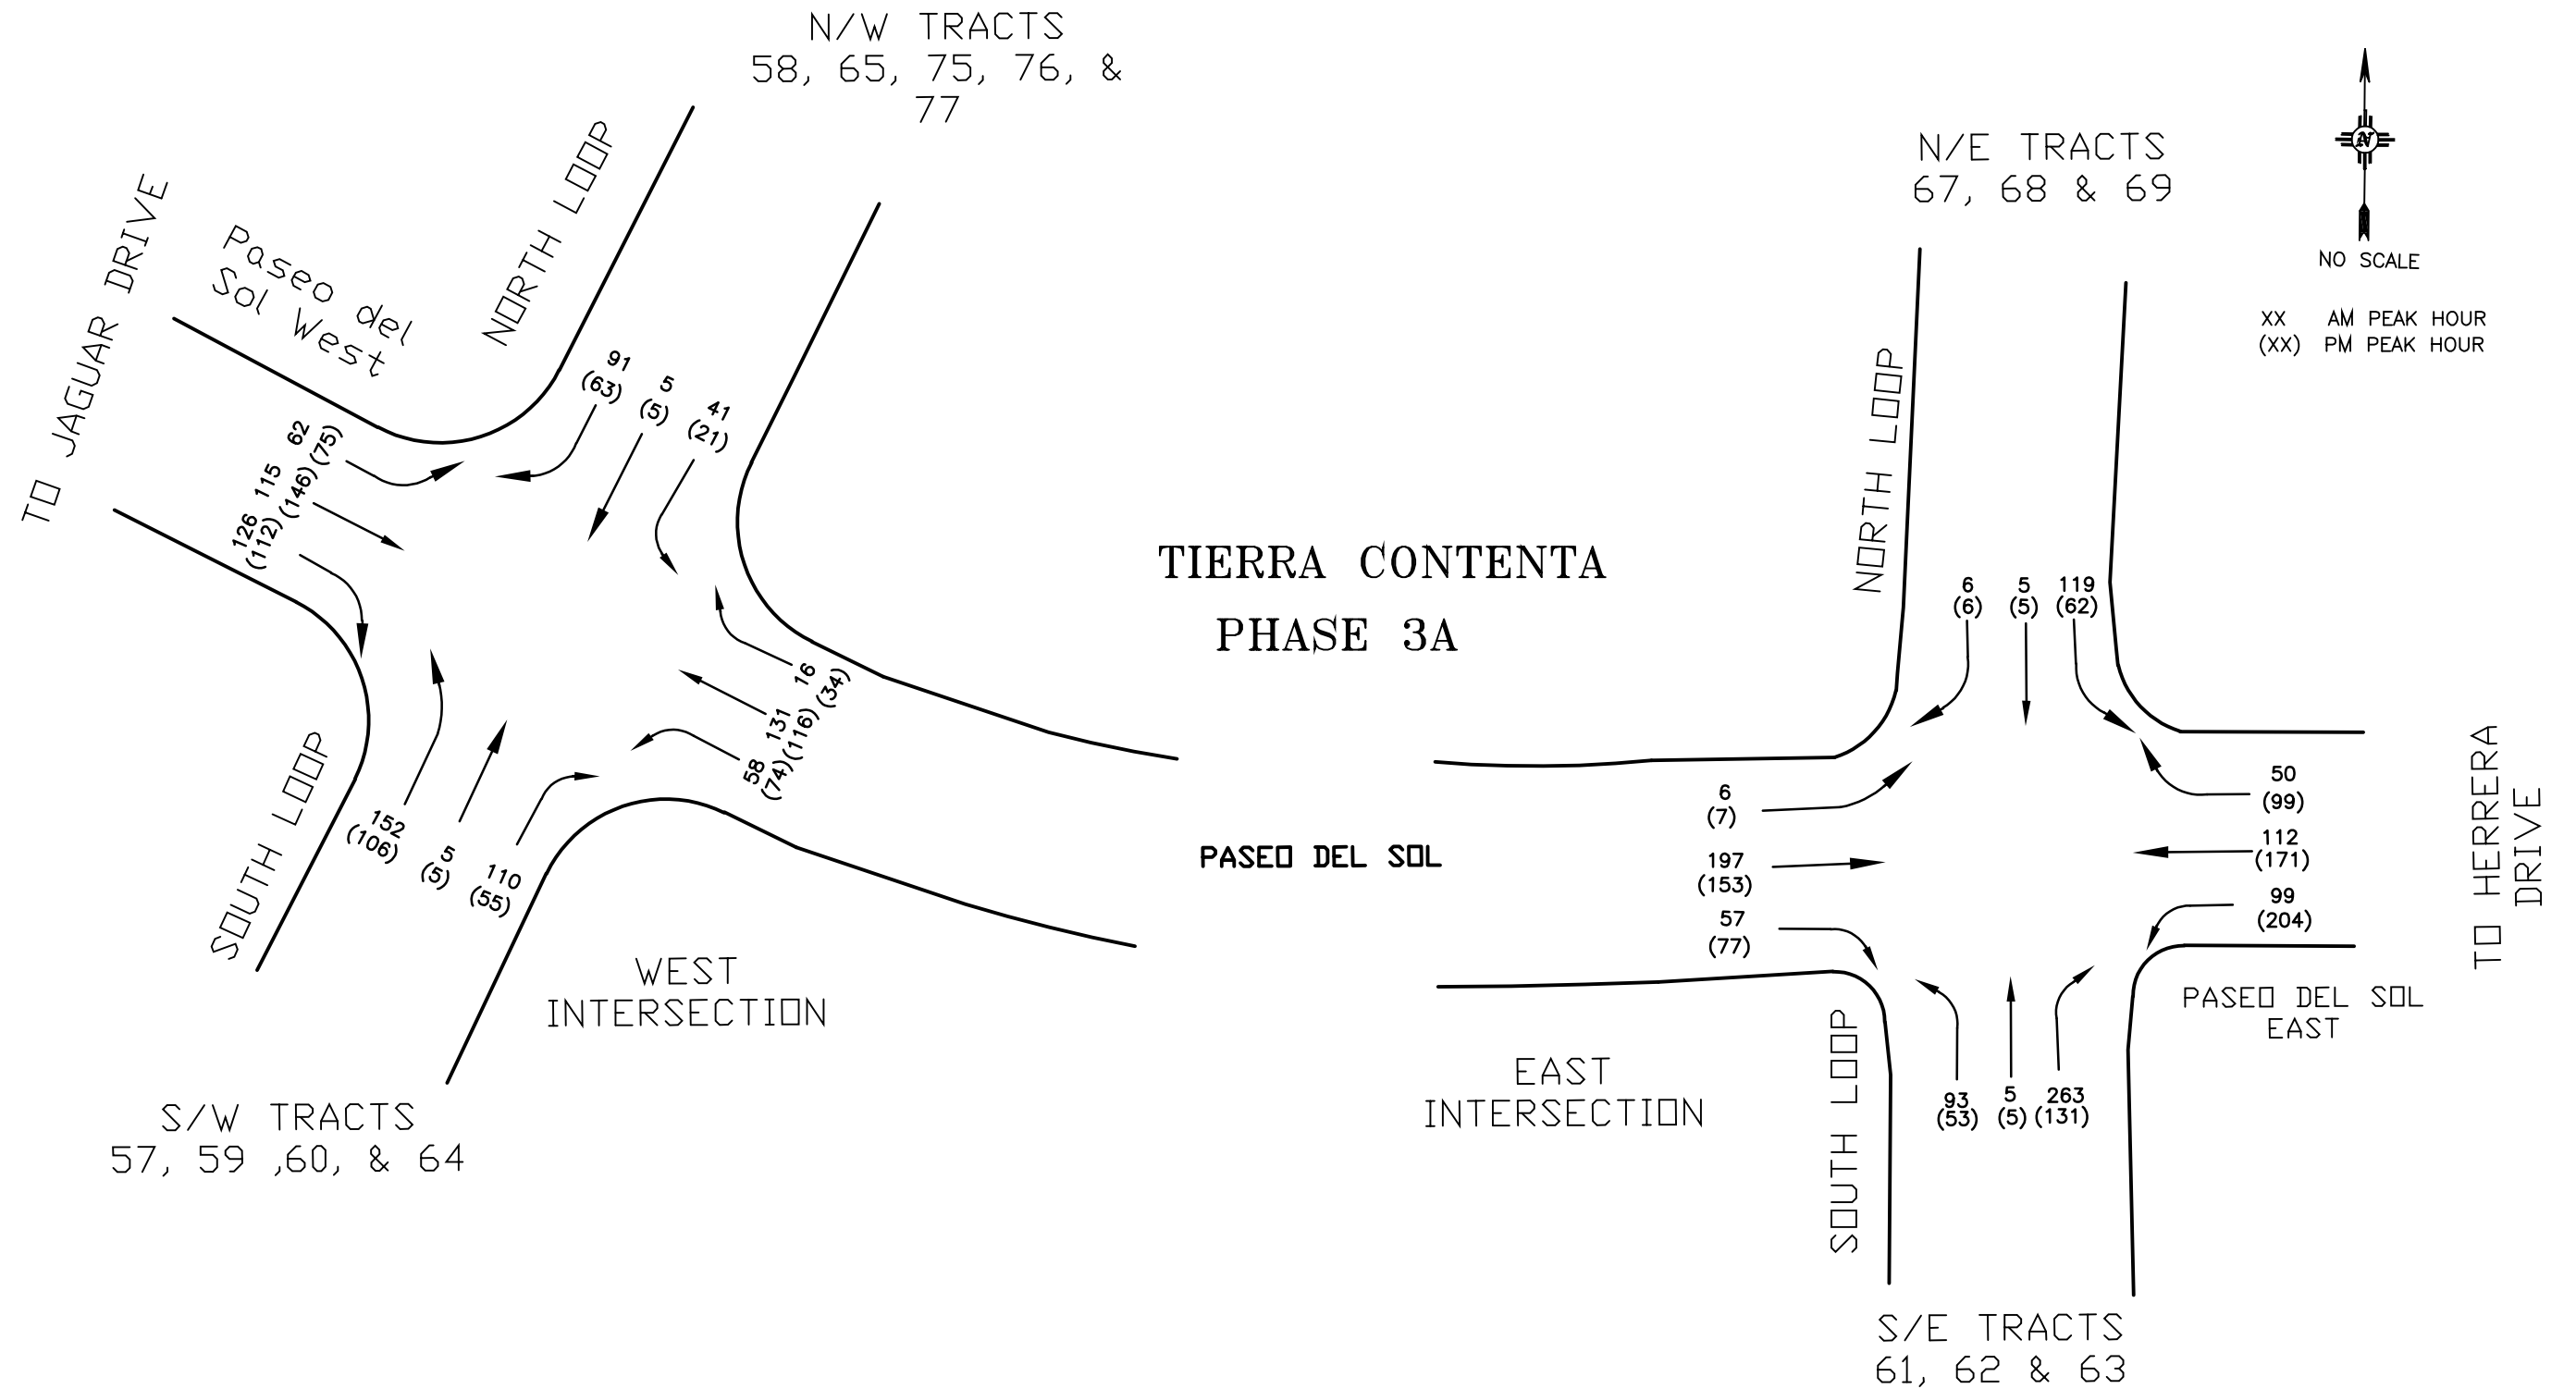 N/W TRACTS
58, 65, 75, 76, &
77
N/E TRACTS
67, 68 & 69
N
NO SCALE
XX AM PEAK HOUR
(XX) PM PEAK HOUR
TO JAGUAR DRIVE
Paseo del
Sol West
NORTH LOOP
91
(63)
5
(5)
41
(21)
62
(75)
115
(146)
126
(112)
16
(34)
131
(116)
58
(74)
152
(106)
5
(5)
110
(55)
SOUTH LOOP
WEST
INTERSECTION
S/W TRACTS
57, 59 ,60, & 64
TIERRA CONTENTA
PHASE 3A
PASEO DEL SOL
NORTH LOOP
6
(6)
5
(5)
119
(62)
6
(7)
197
(153)
57
(77)
50
(99)
112
(171)
99
(204)
TO HERRERA
DRIVE
PASEO DEL SOL
EAST
EAST
INTERSECTION
SOUTH LOOP
93
(53)
5
(5)
263
(131)
S/E TRACTS
61, 62 & 63